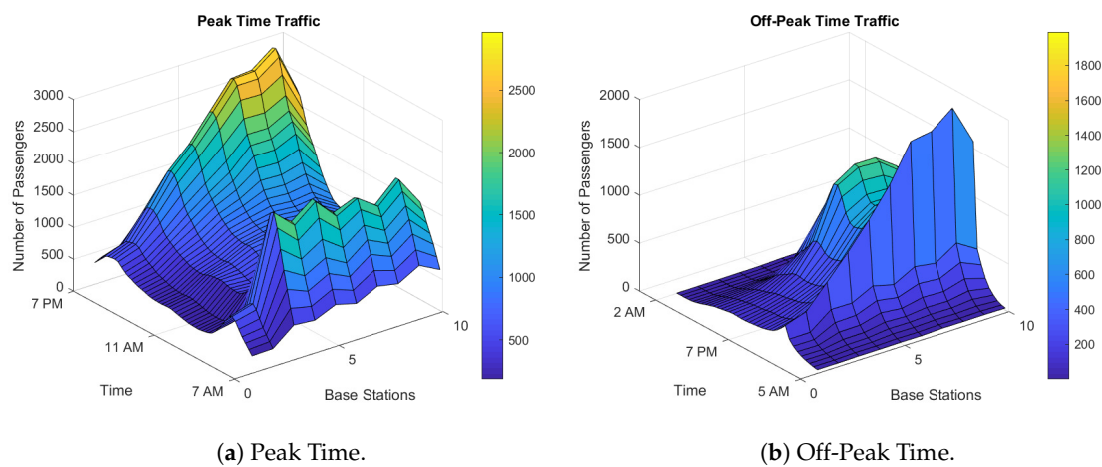 Peak Time Traffic
3000
2500
2000
1500
1000
500
0
Number of Passengers
7 PM
11 AM
7 AM
Time
0
5
10
Base Stations
2500
2000
1500
1000
500
(a) Peak Time.
Off-Peak Time Traffic
2000
1500
1000
500
0
Number of Passengers
2 AM
7 PM
5 AM
Time
0
5
10
Base Stations
1800
1600
1400
1200
1000
800
600
400
200
(b) Off-Peak Time.